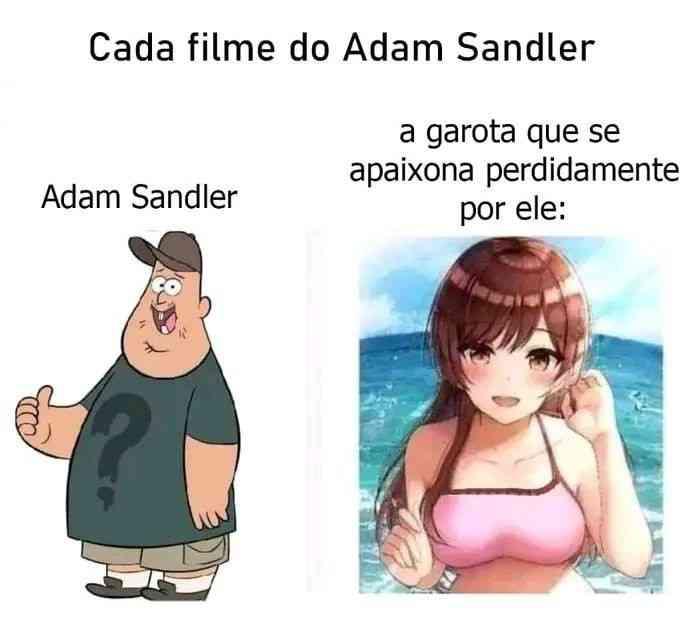 Cada filme do Adam Sandler
Adam Sandler
a garota que se
apaixona perdidamente
por ele:
?